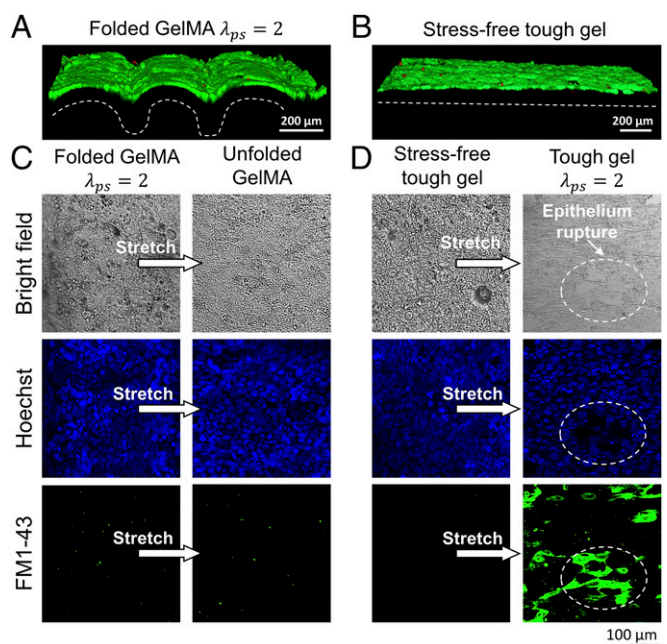 A
Folded GelMA λps = 2
200 μm
B
Stress-free tough gel
200 μm
C
Folded GelMA
λps = 2
Unfolded
GelMA
D
Stress-free
tough gel
Tough gel
λps = 2
Bright field
Stretch
Stretch
Epithelium
rupture
Hoechst
Stretch
Stretch
FM1-43
Stretch
Stretch
100 μm